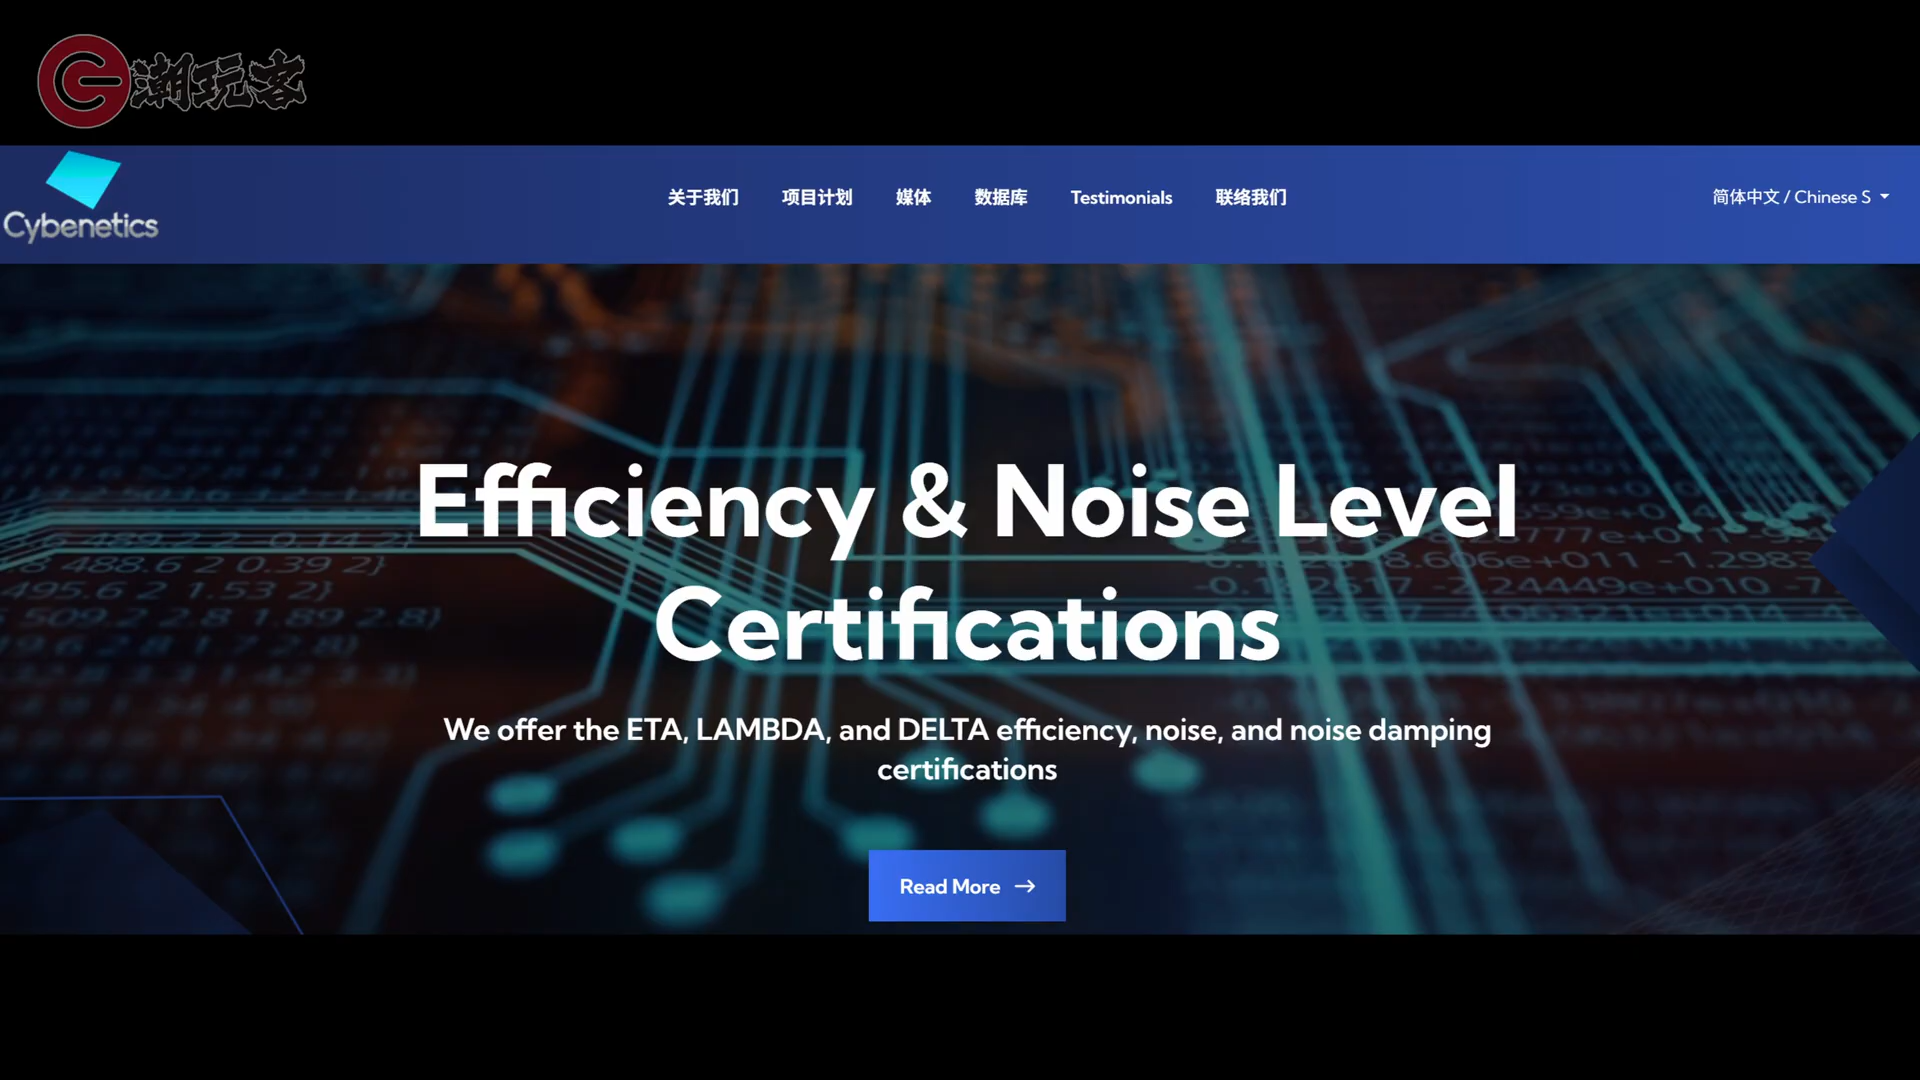 潮玩客
Cybenetics
关于我们 项目计划 媒体 数据库 Testimonials 联络我们
简体中文 / Chinese S
Efficiency & Noise Level
Certifications
We offer the ETA, LAMBDA, and DELTA efficiency, noise, and noise damping
certifications
Read More →